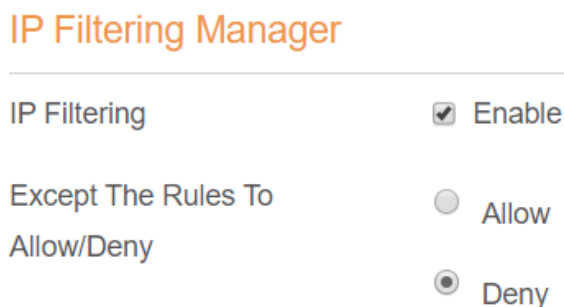 IP Filtering Manager
IP Filtering Enable
Except The Rules To
Allow/Deny
Allow
Deny